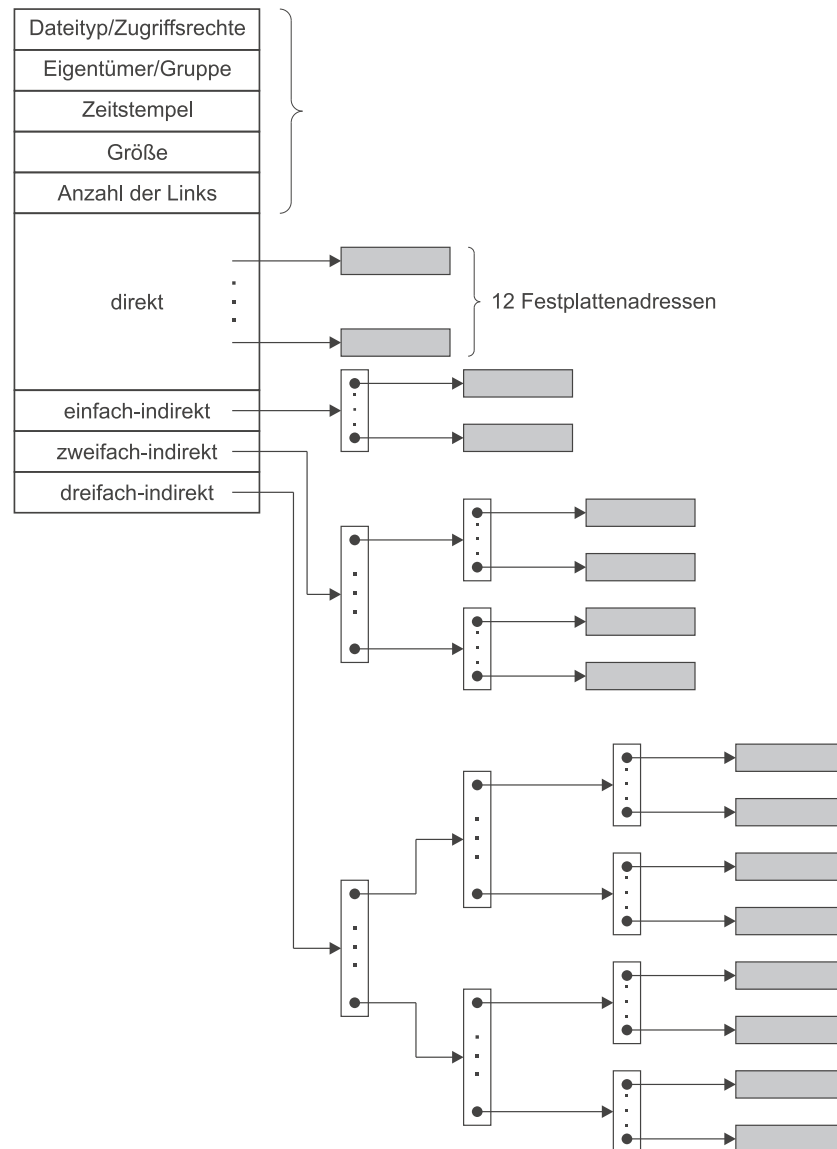 Dateityp/Zugriffsrechte
Eigentümer/Gruppe
Zeitstempel
Größe
Anzahl der Links
direkt
12 Festplattenadressen
einfach-indirekt
zweifach-indirekt
dreifach-indirekt